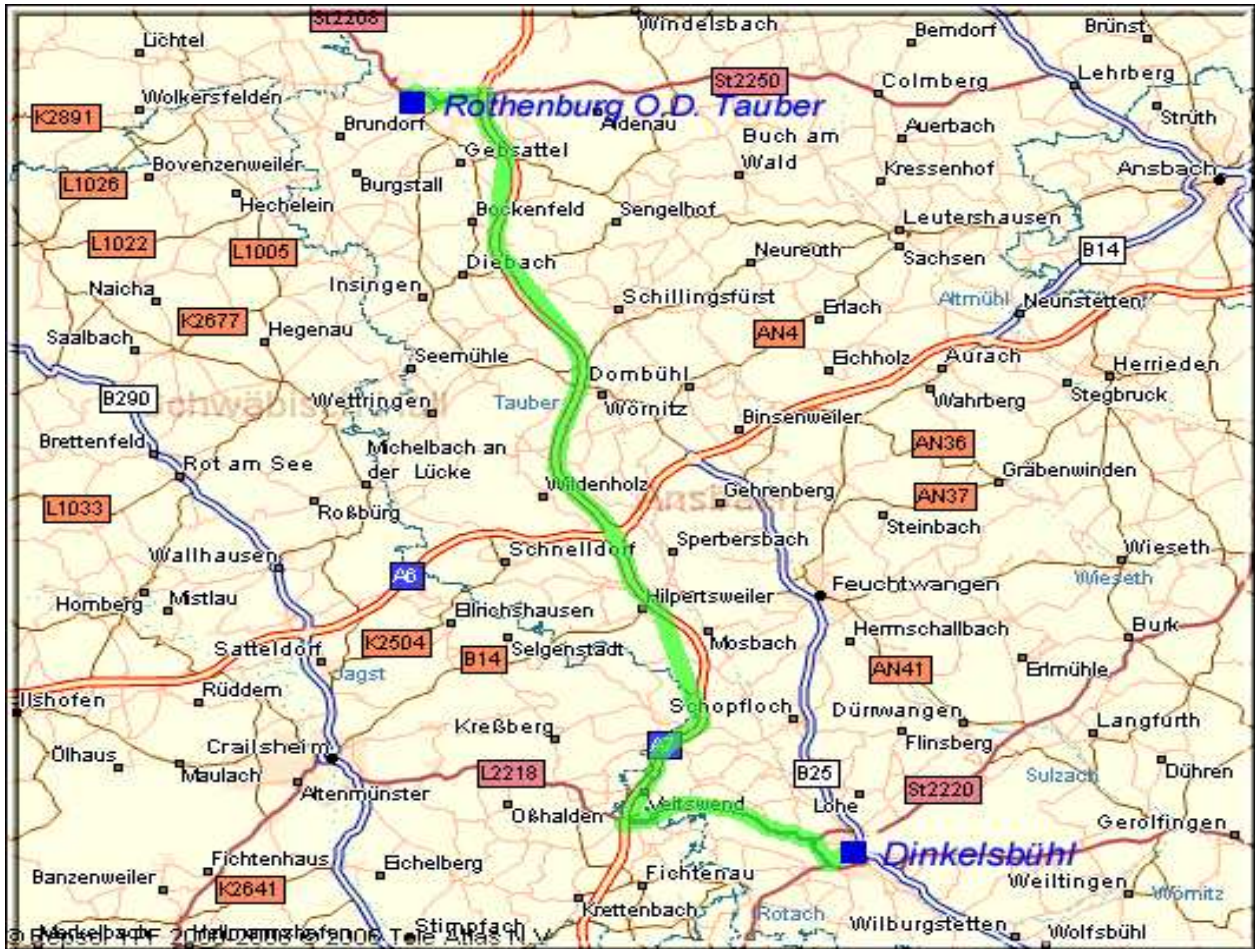 St2208
Windelsbach
Berndorf
Brünst
Lichtel
Lehrberg
St2250
Colmberg
Wolkersfelden
Rothenburg O.D. Tauber
Strüth
K2891
Brundorf
Aidenau
Buch am
Wald
Auerbach
Gebsattel
Bovenzenweiler
Burgstall
Kressenhof
Ansbach
L1026
Hechelein
Bockenfeld
Sengelhof
Leutershausen
L1022
L1005
Neureuth
Sachsen
B14
Diebach
Insingen
Naicha
Schillingsfürst
Erlach
Altmühl
Neunstetten
K2677
Hegenau
AN4
Saalbach
Seemühle
Eichholz
Aurach
Herrieden
Dombühl
B290
Wettringen
Tauber
Wörnitz
Wahrberg
Stegbruck
Binsenweiler
Brettenfeld
Michelbach an
der Lücke
AN36
Rot am See
Gräbenwinden
Wildenholz
Ansbach
Gehrenberg
AN37
L1033
Roßbürg
Steinbach
Sperbersbach
Wallhausen
Schnelldorf
Wieseth
A6
Feuchtwangen
Wieseth
Homberg
Mistlau
Ellrichshausen
Hilpertsweiler
Herrnschallbach
Burk
K2504
Mosbach
Satteldorf
B14
Selgenstadt
AN41
Erlmühle
Jagst
Ilshofen
Rüddern
Schopfloch
Dürrwangen
Langfurth
Kreßberg
Flinsberg
Ölhaus
Crailsheim
Maulach
L2218
B25
Sulzach
Dühren
Altenmünster
Veitswend
Lohe
St2220
Oßhalden
Gerolfingen
Dinkelsbühl
Fichtenhaus
Eichelberg
Banzenweiler
K2641
Fichtenau
Weiltingen
Wörnitz
Krettenbach
Rotach
Wilburgstetten
Stimpfach
Wolfsbühl